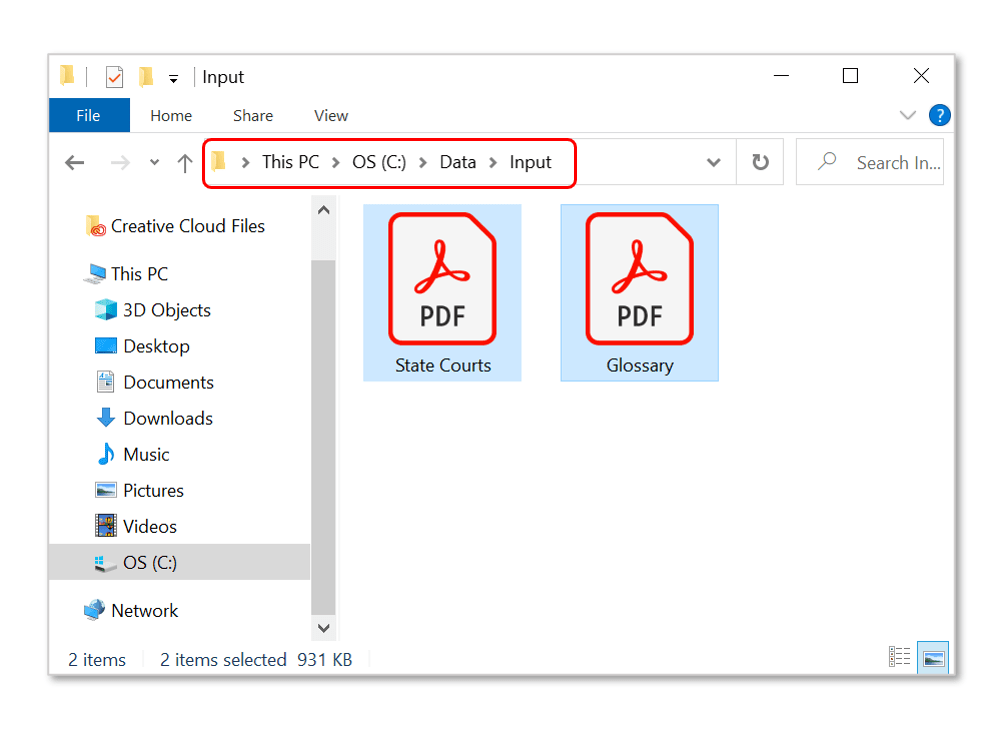 Input
File Home Share View ?
This PC > OS (C:) > Data > Input
Search In...
Creative Cloud Files
This PC
3D Objects
Desktop
Documents
Downloads
Music
Pictures
Videos
OS (C:)
Network
PDF
State Courts
PDF
Glossary
2 items 2 items selected 931 KB